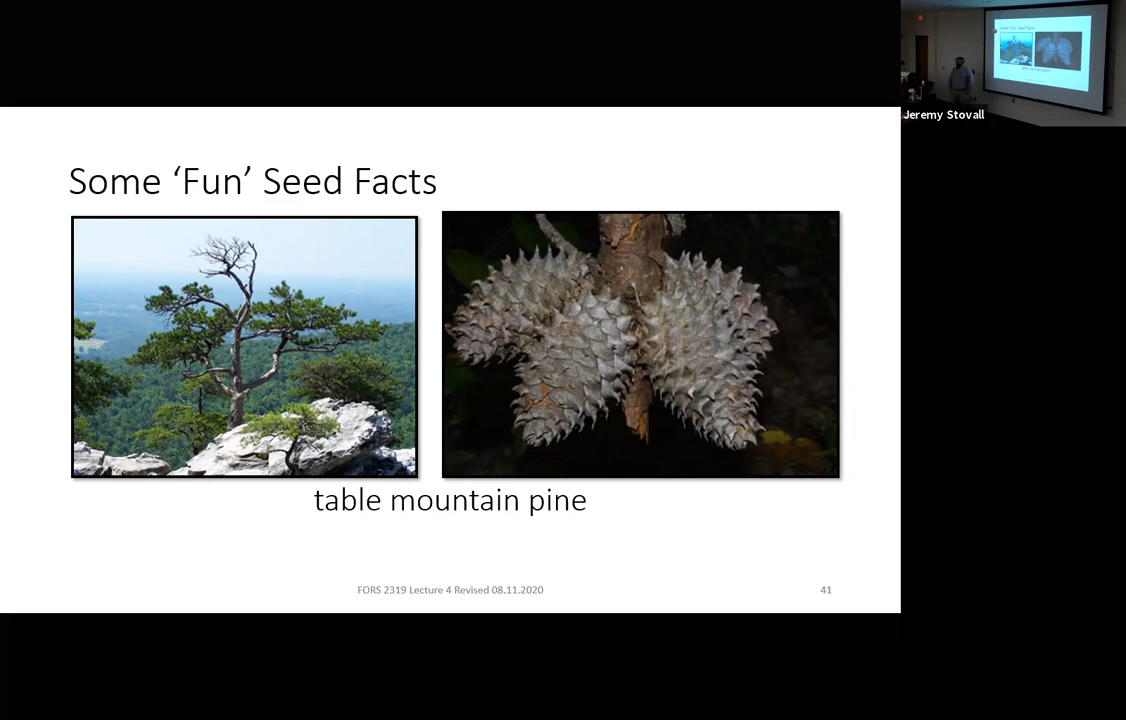 Some ‘Fun’ Seed Facts
table mountain pine
FORS 2319 Lecture 4 Revised 08.11.2020
41
Jeremy Stovall